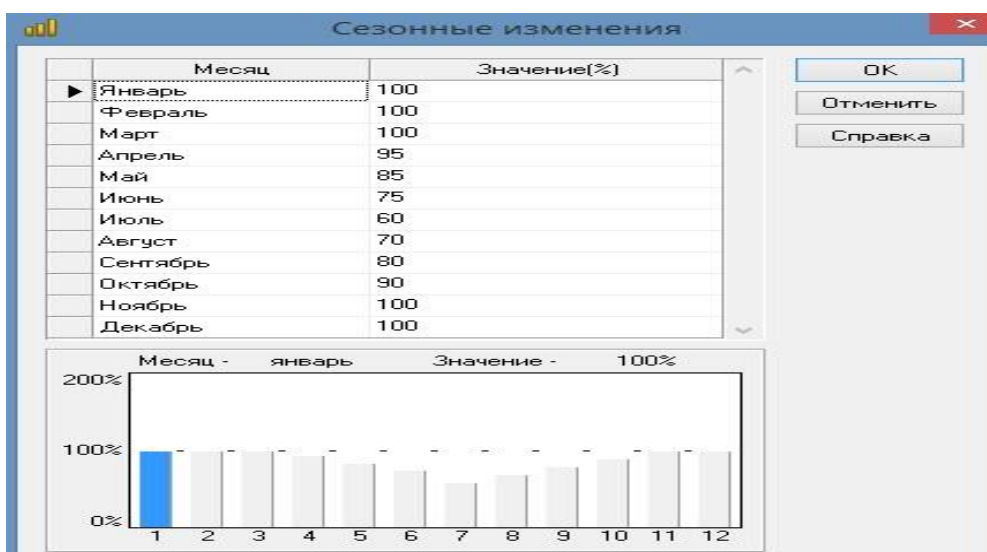 Сезонные изменения
Месяц Значение(%)
Январь 100
Февраль 100
Март 100
Апрель 95
Май 85
Июнь 75
Июль 60
Август 70
Сентябрь 80
Октябрь 90
Ноябрь 100
Декабрь 100
OK
Отменить
Справка
Месяц - январь Значение - 100%
200%
100%
0%
1 2 3 4 5 6 7 8 9 10 11 12